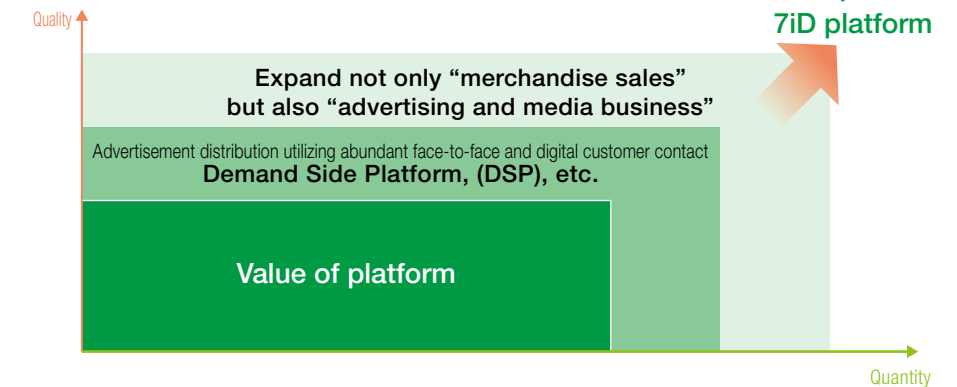 Quality
7iD platform
Expand not only “merchandise sales”
but also “advertising and media business”
Advertisement distribution utilizing abundant face-to-face and digital customer contact
Demand Side Platform, (DSP), etc.
Value of platform
Quantity